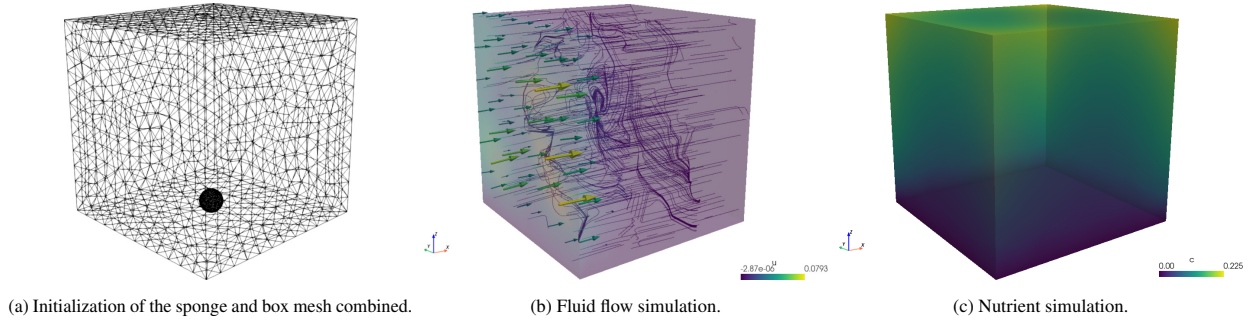 Z
Y
X
Z
Y
X
u
-2.87e-06
0.0793
Z
Y
X
c
0.00
0.225
(a) Initialization of the sponge and box mesh combined.
(b) Fluid flow simulation.
(c) Nutrient simulation.